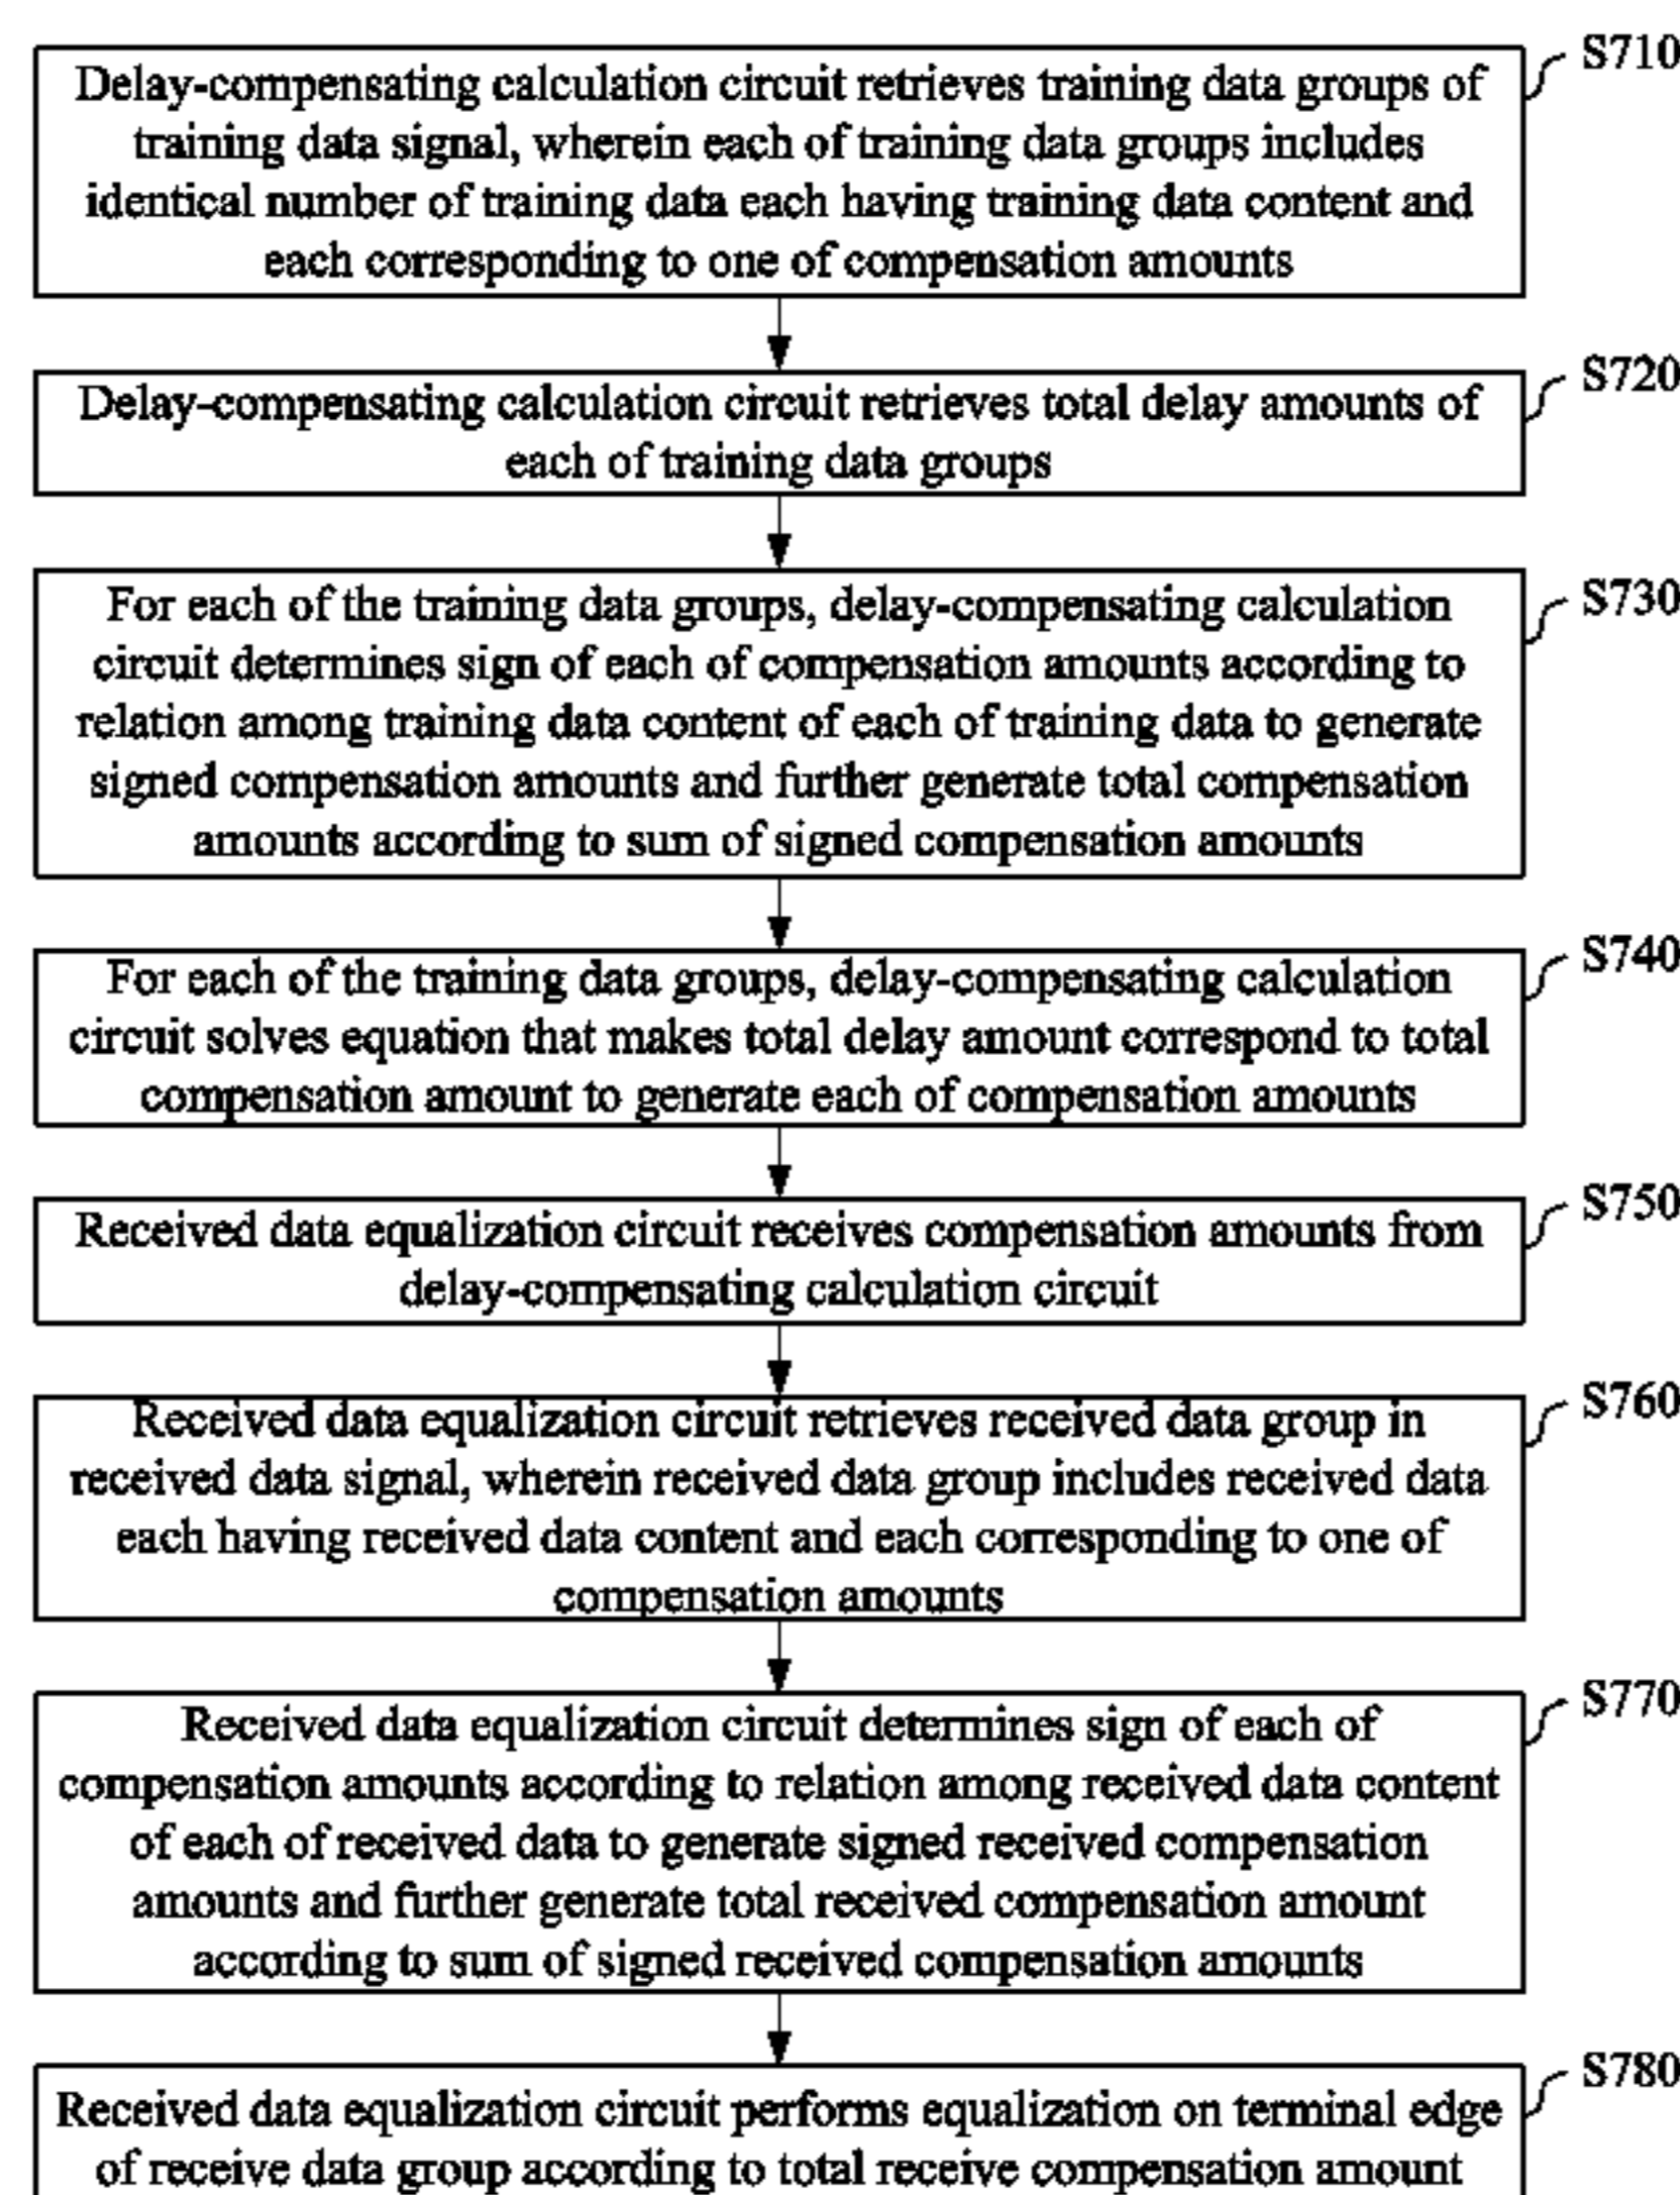 S710
Delay-compensating calculation circuit retrieves training data groups of
training data signal, wherein each of training data groups includes
identical number of training data each having training data content and
each corresponding to one of compensation amounts
S720
Delay-compensating calculation circuit retrieves total delay amounts of
each of training data groups
S730
For each of the training data groups, delay-compensating calculation
circuit determines sign of each of compensation amounts according to
relation among training data content of each of training data to generate
signed compensation amounts and further generate total compensation
amounts according to sum of signed compensation amounts
S740
For each of the training data groups, delay-compensating calculation
circuit solves equation that makes total delay amount correspond to total
compensation amount to generate each of compensation amounts
S750
Received data equalization circuit receives compensation amounts from
delay-compensating calculation circuit
S760
Received data equalization circuit retrieves received data group in
received data signal, wherein received data group includes received data
each having received data content and each corresponding to one of
compensation amounts
S770
Received data equalization circuit determines sign of each of
compensation amounts according to relation among received data content
of each of received data to generate signed received compensation
amounts and further generate total received compensation amount
according to sum of signed received compensation amounts
S780
Received data equalization circuit performs equalization on terminal edge
of receive data group according to total receive compensation amount